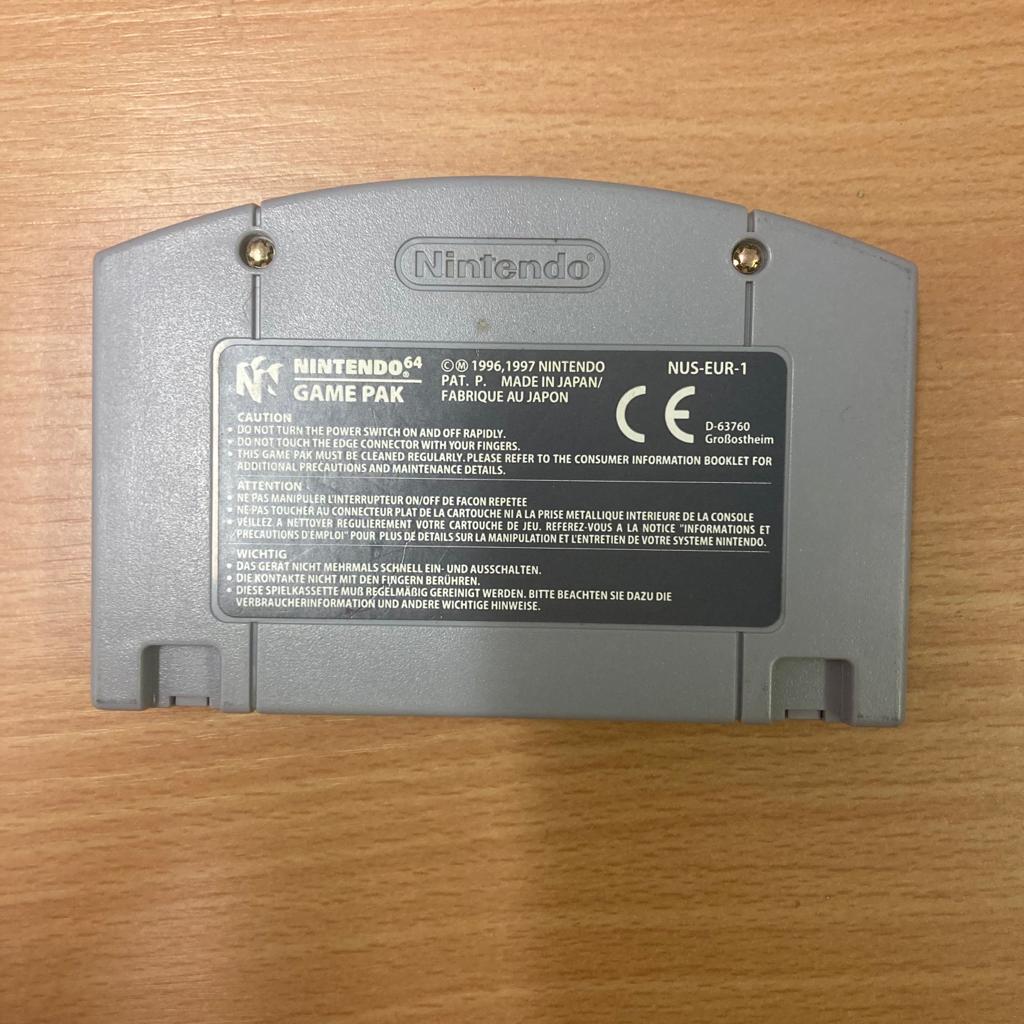 Nintendo®
NINTENDO64®
GAME PAK
©Ⓜ 1996,1997 NINTENDO
PAT. P. MADE IN JAPAN/
FABRIQUE AU JAPON
NUS-EUR-1
CE
D-63760
Großostheim
CAUTION
• DO NOT TURN THE POWER SWITCH ON AND OFF RAPIDLY.
• DO NOT TOUCH THE EDGE CONNECTOR WITH YOUR FINGERS.
• THIS GAME PAK MUST BE CLEANED REGULARLY. PLEASE REFER TO THE CONSUMER INFORMATION BOOKLET FOR
ADDITIONAL PRECAUTIONS AND MAINTENANCE DETAILS.
ATTENTION
• NE PAS MANIPULER L'INTERRUPTEUR ON/OFF DE FACON REPETEE
• NE PAS TOUCHER AU CONNECTEUR PLAT DE LA CARTOUCHE NI A LA PRISE METALLIQUE INTERIEURE DE LA CONSOLE
• VEILLEZ A NETTOYER REGULIEREMENT VOTRE CARTOUCHE DE JEU. REFEREZ-VOUS A LA NOTICE "INFORMATIONS ET
PRECAUTIONS D'EMPLOI" POUR PLUS DE DETAILS SUR LA MANIPULATION ET L'ENTRETIEN DE VOTRE SYSTEME NINTENDO.
WICHTIG
• DAS GERÄT NICHT MEHRMALS SCHNELL EIN- UND AUSSCHALTEN.
• DIE KONTAKTE NICHT MIT DEN FINGERN BERÜHREN.
• DIESE SPIELKASSETTE MUß REGELMÄßIG GEREINIGT WERDEN. BITTE BEACHTEN SIE DAZU DIE
VERBRAUCHERINFORMATION UND ANDERE WICHTIGE HINWEISE.